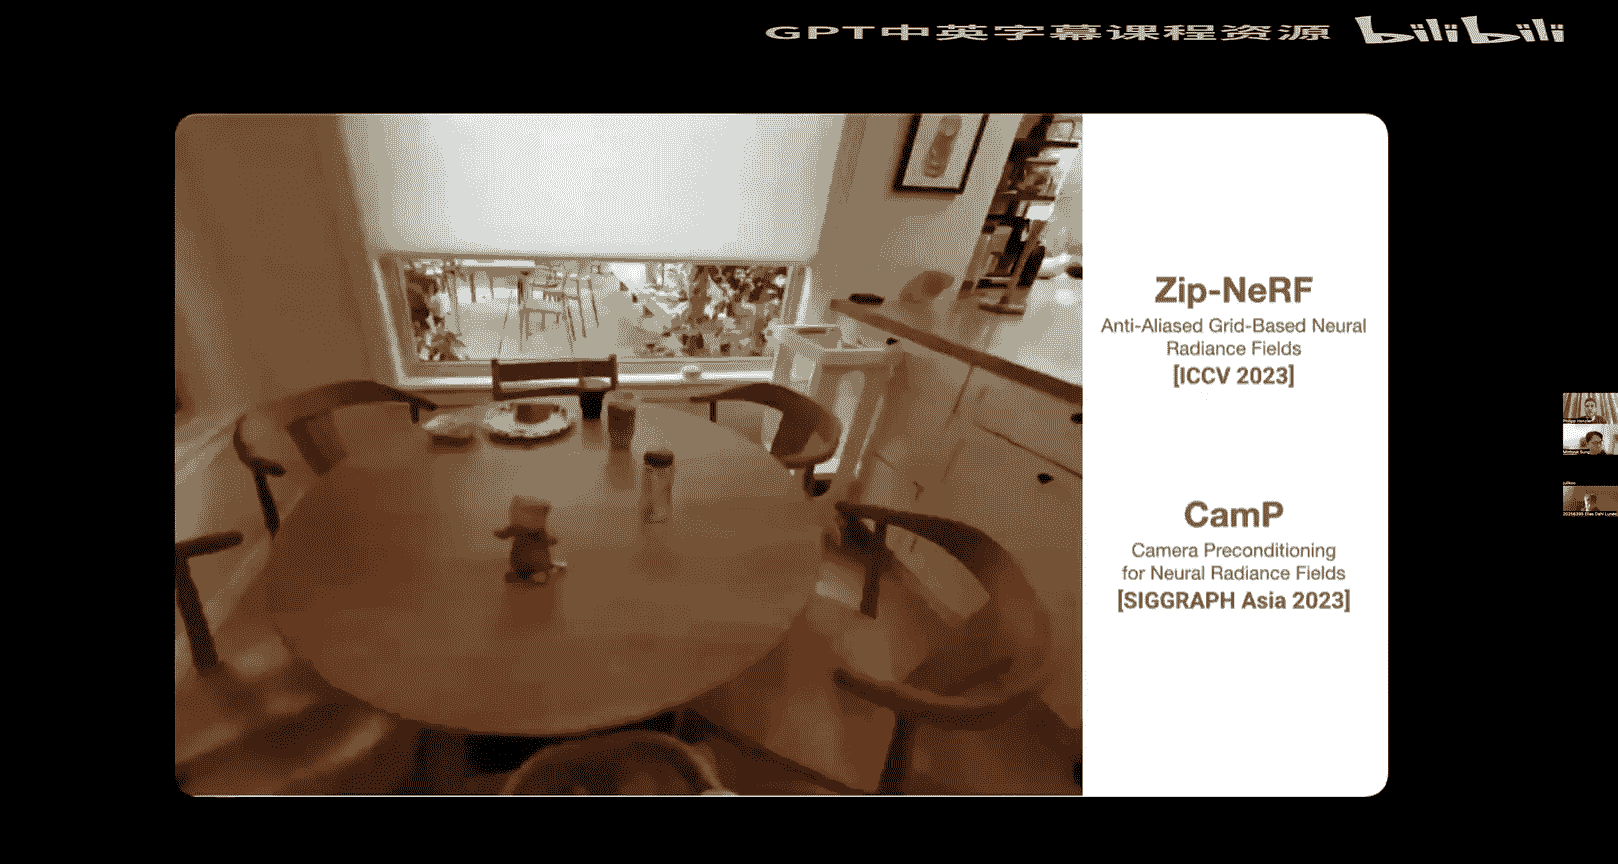 GPT中英字幕课程资源 bilibili
Zip-NeRF
Anti-Aliased Grid-Based Neural
Radiance Fields
[ICCV 2023]
CamP
Camera Preconditioning
for Neural Radiance Fields
[SIGGRAPH Asia 2023]